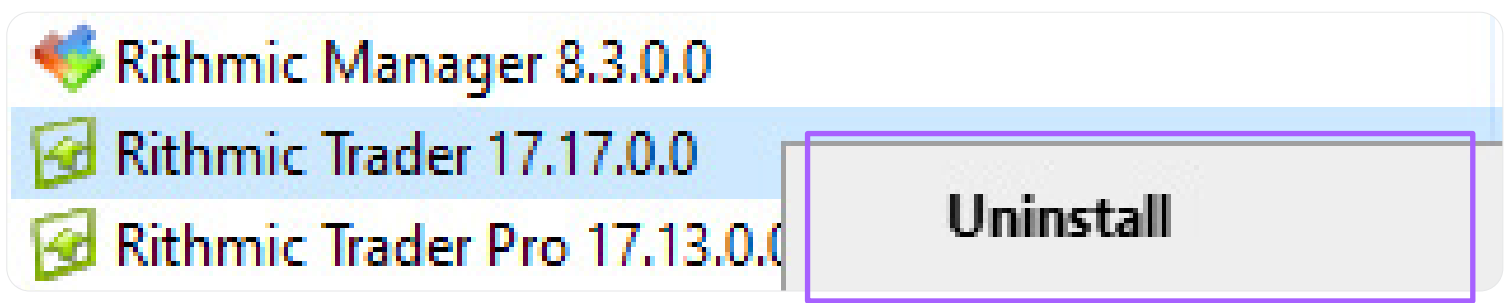 Rithmic Manager 8.3.0.0
Rithmic Trader 17.17.0.0
Rithmic Trader Pro 17.13.0.0
Uninstall